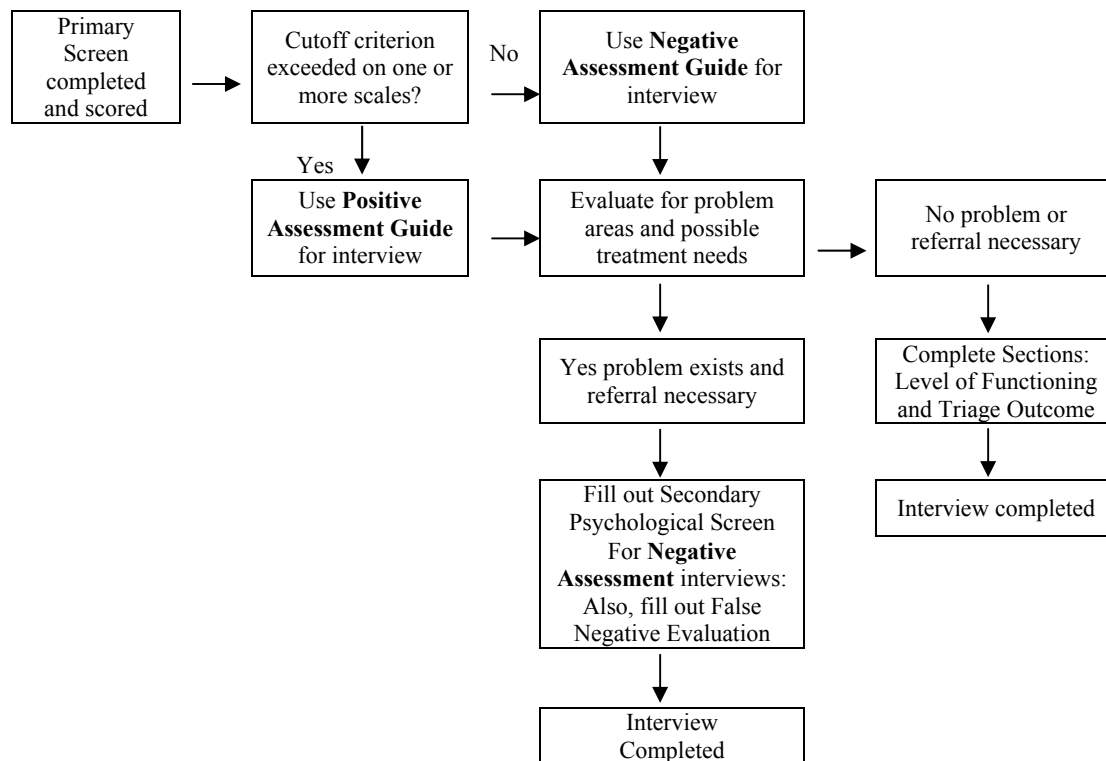 Primary
Screen
completed
and scored
Cutoff criterion
exceeded on one or
more scales?
No
Use Negative
Assessment Guide for
interview
Yes
Use Positive
Assessment Guide
for interview
Evaluate for problem
areas and possible
treatment needs
No problem or
referral necessary
Yes problem exists and
referral necessary
Complete Sections:
Level of Functioning
and Triage Outcome
Fill out Secondary
Psychological Screen
For Negative
Assessment interviews:
Also, fill out False
Negative Evaluation
Interview completed
Interview
Completed